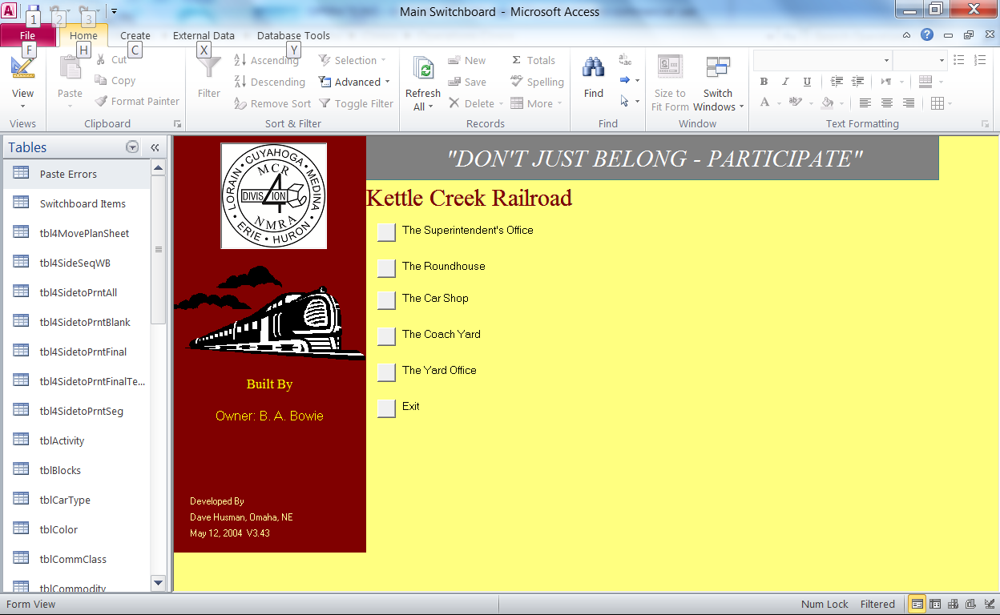 Main Switchboard - Microsoft Access
1 2 3
File Home Create External Data Database Tools
F H C X Y
View
Views
Paste
Cut
Copy
Format Painter
Clipboard
Filter
Ascending
Descending
Remove Sort
Selection
Advanced
Toggle Filter
Sort & Filter
Refresh
All
New
Save
Delete
Totals
Spelling
More
Records
Find
Find
Size to
Fit Form
Switch
Windows
Window
B I U
A
Text Formatting
Tables
Paste Errors
Switchboard Items
tbl4MovePlanSheet
tbl4SideSeqWB
tbl4SidetoPrntAll
tbl4SidetoPrntBlank
tbl4SidetoPrntFinal
tbl4SidetoPrntFinalTe...
tbl4SidetoPrntSeg
tblActivity
tblBlocks
tblCarType
tblColor
tblCommClass
tblCommodity
LORAIN • CUYAHOGA • MEDINA
MCR
4
DIVISION
NMRA
ERIE • HURON
Built By
Owner: B. A. Bowie
Developed By
Dave Husman, Omaha, NE
May 12, 2004 V3.43
"DON'T JUST BELONG - PARTICIPATE"
Kettle Creek Railroad
The Superintendent's Office
The Roundhouse
The Car Shop
The Coach Yard
The Yard Office
Exit
Form View
Num Lock Filtered